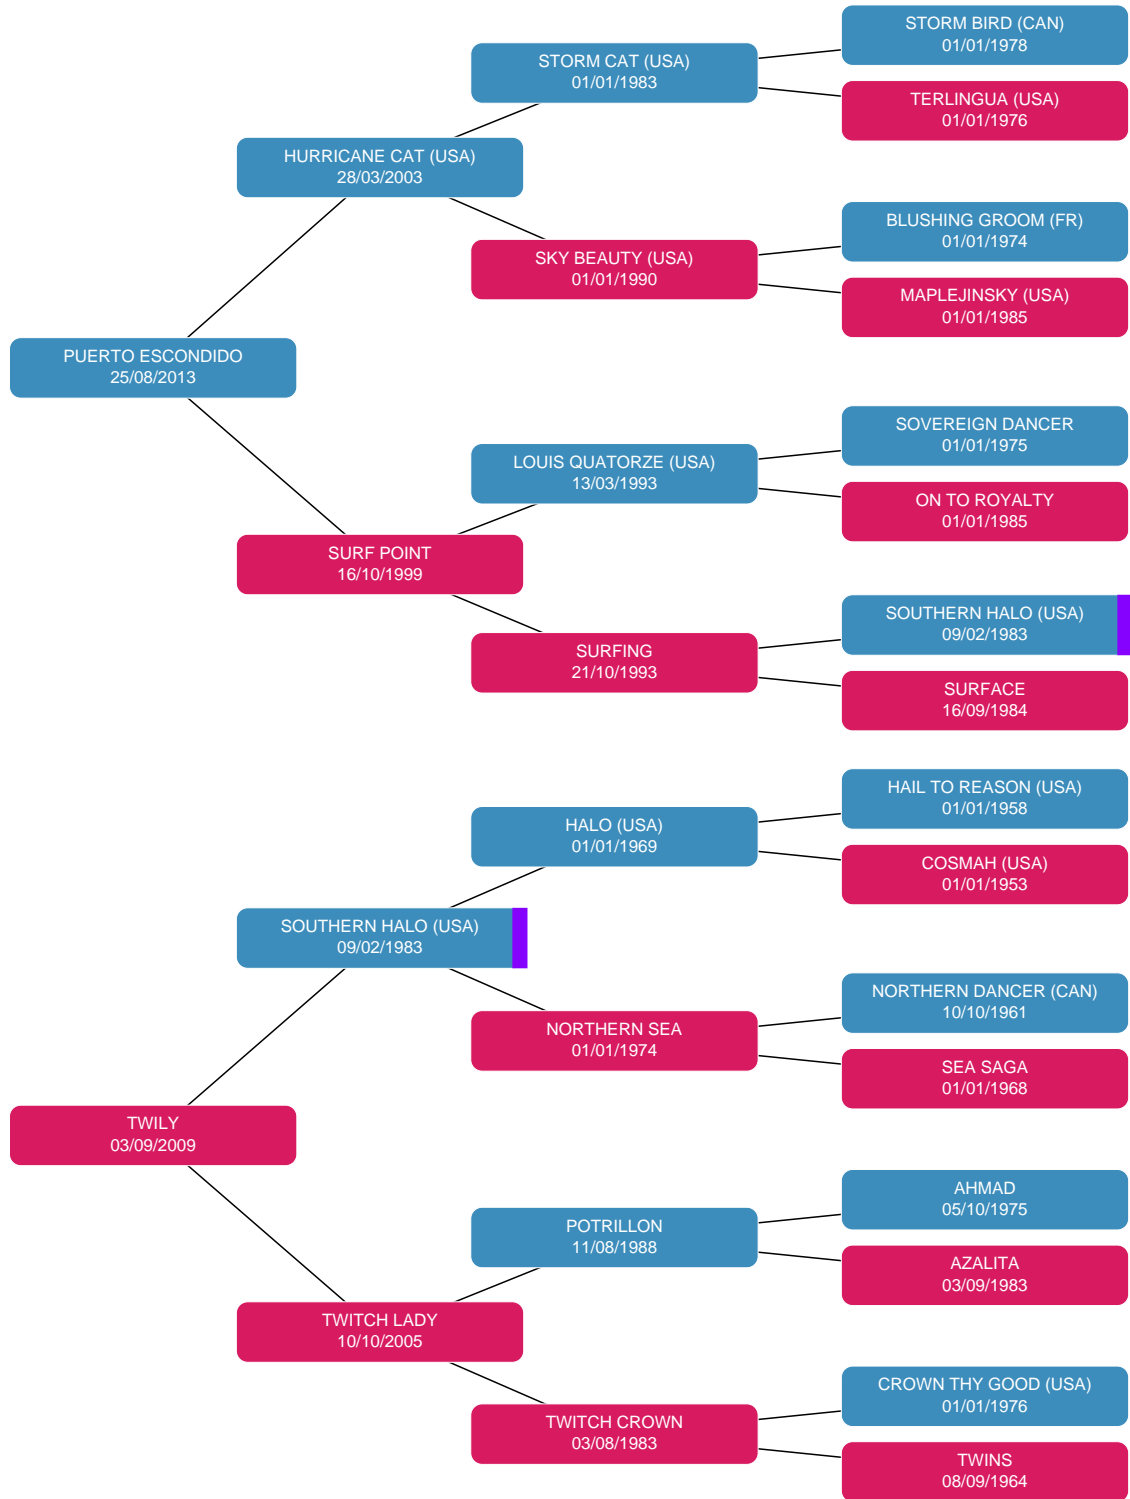 STORM BIRD (CAN)
01/01/1978
STORM CAT (USA)
01/01/1983
TERLINGUA (USA)
01/01/1976
HURRICANE CAT (USA)
28/03/2003
BLUSHING GROOM (FR)
01/01/1974
SKY BEAUTY (USA)
01/01/1990
MAPLEJINSKY (USA)
01/01/1985
PUERTO ESCONDIDO
25/08/2013
SOVEREIGN DANCER
01/01/1975
LOUIS QUATORZE (USA)
13/03/1993
ON TO ROYALTY
01/01/1985
SURF POINT
16/10/1999
SOUTHERN HALO (USA)
09/02/1983
SURFING
21/10/1993
SURFACE
16/09/1984
HAIL TO REASON (USA)
01/01/1958
HALO (USA)
01/01/1969
COSMAH (USA)
01/01/1953
SOUTHERN HALO (USA)
09/02/1983
NORTHERN DANCER (CAN)
10/10/1961
NORTHERN SEA
01/01/1974
SEA SAGA
01/01/1968
TWILY
03/09/2009
AHMAD
05/10/1975
POTRILLON
11/08/1988
AZALITA
03/09/1983
TWITCH LADY
10/10/2005
CROWN THY GOOD (USA)
01/01/1976
TWITCH CROWN
03/08/1983
TWINS
08/09/1964